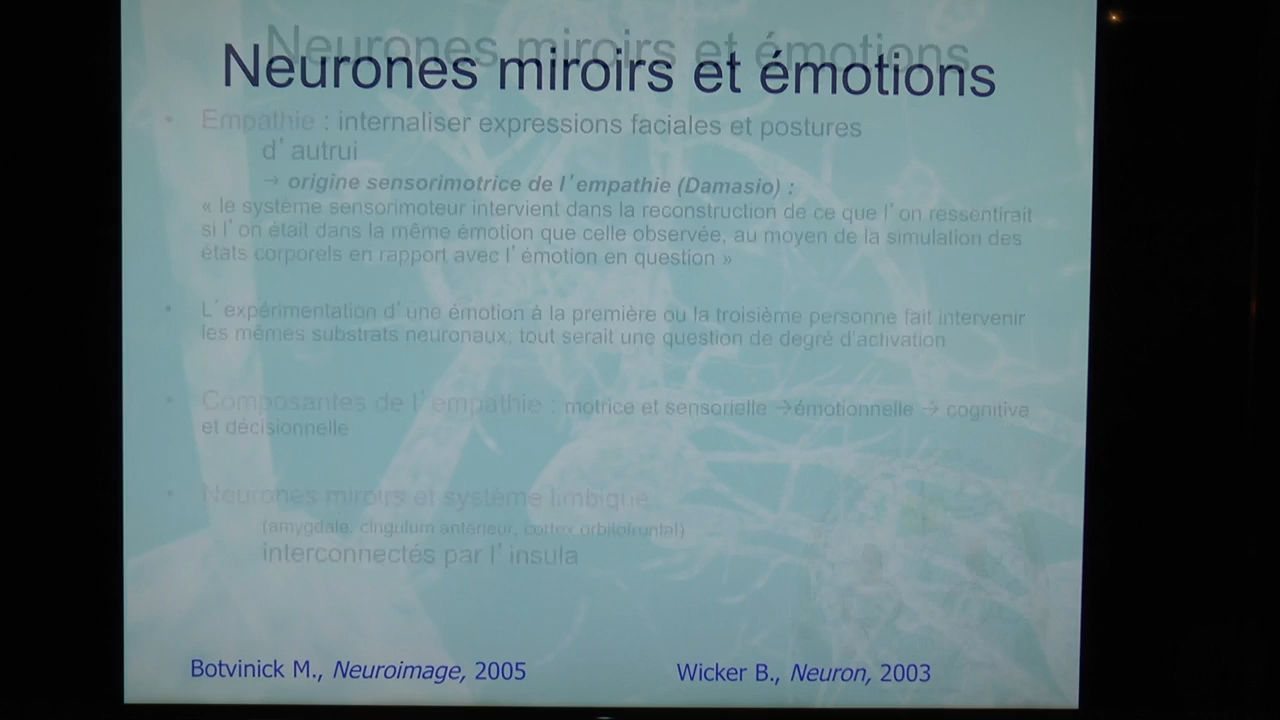 Neurones miroirs et émotions
Neurones miroirs et émotions
• Empathie : internaliser expressions faciales et postures
d’autrui
→ origine sensorimotrice de l’empathie (Damasio) :
« le système sensorimoteur intervient dans la reconstruction de ce que l’on ressentirait
si l’on était dans la même émotion que celle observée, au moyen de la simulation des
états corporels en rapport avec l’émotion en question »
• L’expérimentation d’une émotion à la première ou la troisième personne fait intervenir
les mêmes substrats neuronaux; tout serait une question de degré d'activation
• Composantes de l’empathie : motrice et sensorielle →émotionnelle → cognitive
et décisionnelle
• Neurones miroirs et système limbique
(amygdale, cingulum antérieur, cortex orbitofrontal)
interconnectés par l’insula
Botvinick M., Neuroimage, 2005
Wicker B., Neuron, 2003